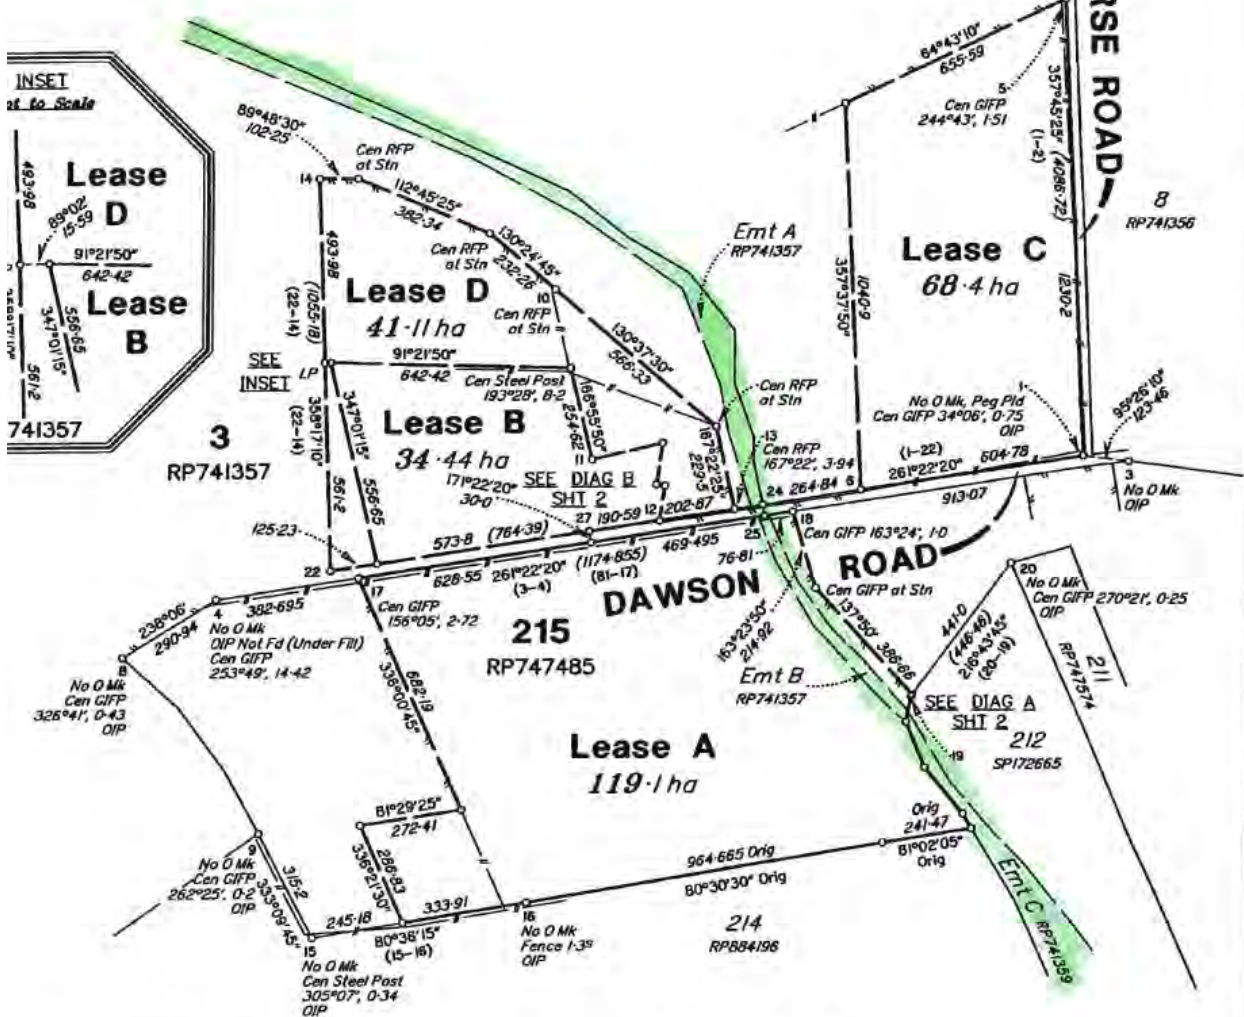 INSET
ot to Scale
493·98
Lease
D
89°02'
15·59
91°21'50"
642·42
Lease
B
556·65
347°01'15"
561·2
741357
89°48'30"
102·25
Cen RFP
at Stn
14
112°45'25"
382·34
130°24'45"
232·26
Cen RFP
at Stn
10
Cen RFP
at Stn
493·98
(1055·18)
(22-14)
Lease D
41·11 ha
91°21'50"
642·42
130°37'30"
566·33
SEE
INSET
I.P
Cen Steel Post
193°28', 8·2
166°55'50"
254·62
11
358°17'10"
(22-14)
561·2
347°01'15"
556·65
Lease B
34·44 ha
3
RP741357
171°22'20"
30·0
SEE DIAG B
SHT 2
Emt A
RP741357
Cen RFP
at Stn
167°22'25"
222·5
13
Cen RFP
167°22', 3·94
64°43'10"
655·59
5
Cen GIFP
244°43', 1·51
RSE ROAD
357°45'25" (4086·72)
(1-2)
1230·2
8
RP741356
Lease C
68·4 ha
357°37'50"
1040·9
1
No O Mk, Peg Pld
Cen GIFP 34°06', 0·75
OIP
95°26'10"
123·46
(1-22)
261°22'20"
604·78
913·07
3
No O Mk
OIP
24
264·84
6
125·23
22
573·8
(764·39)
27
190·59
12
202·87
25
18
Cen GIFP 163°24', 1·0
17
628·55
261°22'20"
(3-4)
(1174·855)
(81-17)
469·495
76·81
DAWSON
ROAD
Cen GIFP at Stn
238°06'
290·94
4
382·695
No O Mk
OIP Not Fd (Under Fill)
Cen GIFP
253°49', 14·42
Cen GIFP
156°05', 2·72
215
RP747485
163°23'50"
214·92
137°50'
386·66
20
No O Mk
Cen GIFP 270°21', 0·25
OIP
441·0
(446·46)
216°43'45"
(20-19)
211
RP747574
8
No O Mk
Cen GIFP
326°41', 0·43
OIP
682·19
338°00'45"
Emt B
RP741357
SEE DIAG A
SHT 2
19
212
SP172665
Lease A
119·1 ha
81°29'25"
272·41
286·83
336°21'30"
Orig
241·47
81°02'05"
Orig
964·665 Orig
80°30'30" Orig
9
No O Mk
Cen GIFP
262°25', 0·2
OIP
315·2
333°09'45"
245·18
333·91
80°36'15"
(15-16)
15
No O Mk
Cen Steel Post
305°07', 0·34
OIP
16
No O Mk
Fence 1·3S
OIP
214
RP884196
Emt C
RP741359